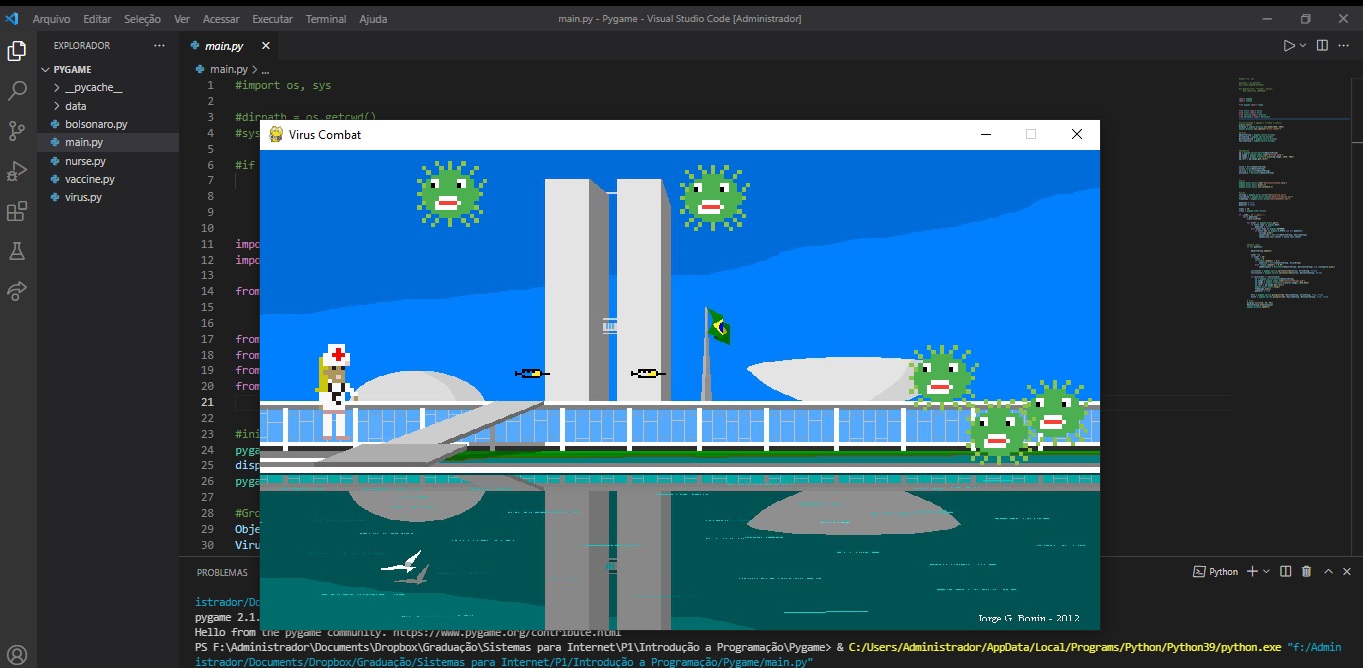 Arquivo Editar Seleção Ver Acessar Executar Terminal Ajuda
main.py - Pygame - Visual Studio Code [Administrador]
EXPLORADOR ···
PYGAME
__pycache__
data
bolsonaro.py
main.py
nurse.py
vaccine.py
virus.py
main.py
main.py > ...
1 #import os, sys
2
3 #dirpath = os.getcwd()
4 #sys
5
6 #if
7
8
9
10
11 impo
12 impo
13
14 from
15
16
17 from
18 from
19 from
20 from
21
22
23 #ini
24 pyga
25 disp
26 pyga
27
28 #Gro
29 Obje
30 Viru
Virus Combat
Jorge G. Bonin - 2012
PROBLEMAS
Python
istrador/Do
pygame 2.1.
Hello from the pygame community. https://www.pygame.org/contribute.html
PS F:\Administrador\Documents\Dropbox\Graduação\Sistemas para Internet\P1\Introdução a Programação\Pygame> & C:/Users/Administrador/AppData/Local/Programs/Python/Python39/python.exe "f:/Admin
istrador/Documents/Dropbox/Graduação/Sistemas para Internet/P1/Introdução a Programação/Pygame/main.py"